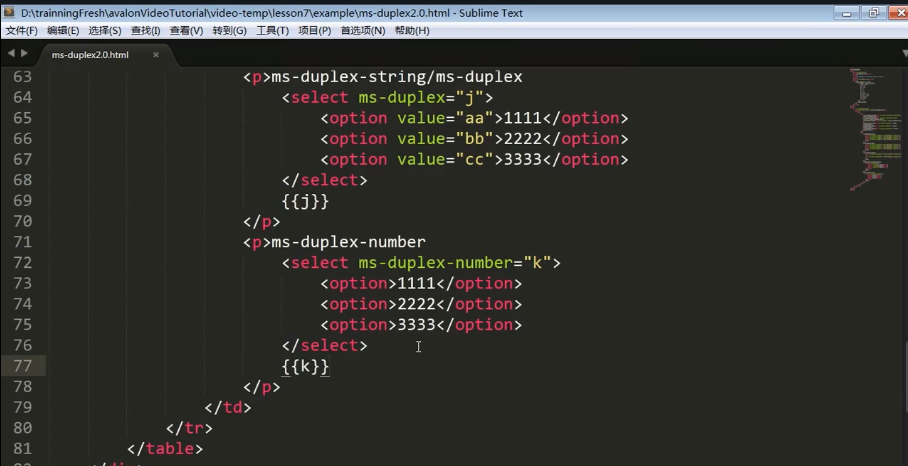 D:\trainningFresh\avalonVideoTutorial\video-temp\lesson7\example\ms-duplex2.0.html - Sublime Text
文件(F) 编辑(E) 选择(S) 查找(I) 查看(V) 转到(G) 工具(T) 项目(P) 首选项(N) 帮助(H)
ms-duplex2.0.html ×
63 <p>ms-duplex-string/ms-duplex
64 <select ms-duplex="j">
65 <option value="aa">1111</option>
66 <option value="bb">2222</option>
67 <option value="cc">3333</option>
68 </select>
69 {{j}}
70 </p>
71 <p>ms-duplex-number
72 <select ms-duplex-number="k">
73 <option>1111</option>
74 <option>2222</option>
75 <option>3333</option>
76 </select>
77 {{k}}
78 </p>
79 </td>
80 </tr>
81 </table>